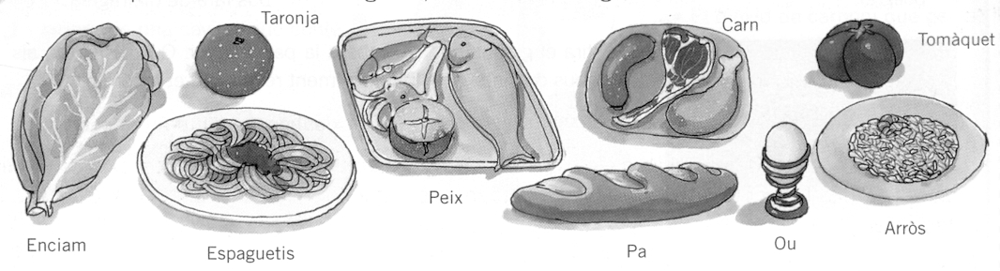 Taronja
Carn
Tomàquet
Peix
Arròs
Enciam
Espaguetis
Pa
Ou